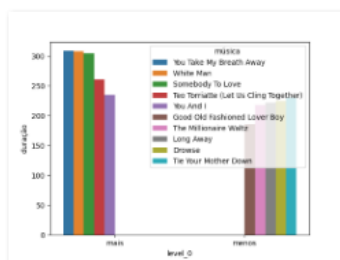 música
You Take My Breath Away
White Man
Somebody To Love
Teo Torriatte (Let Us Cling Together)
You And I
Good Old Fashioned Lover Boy
The Millionaire Waltz
Long Away
Drowse
Tie Your Mother Down
300
250
200
150
100
50
0
duração
mais
menos
level_0